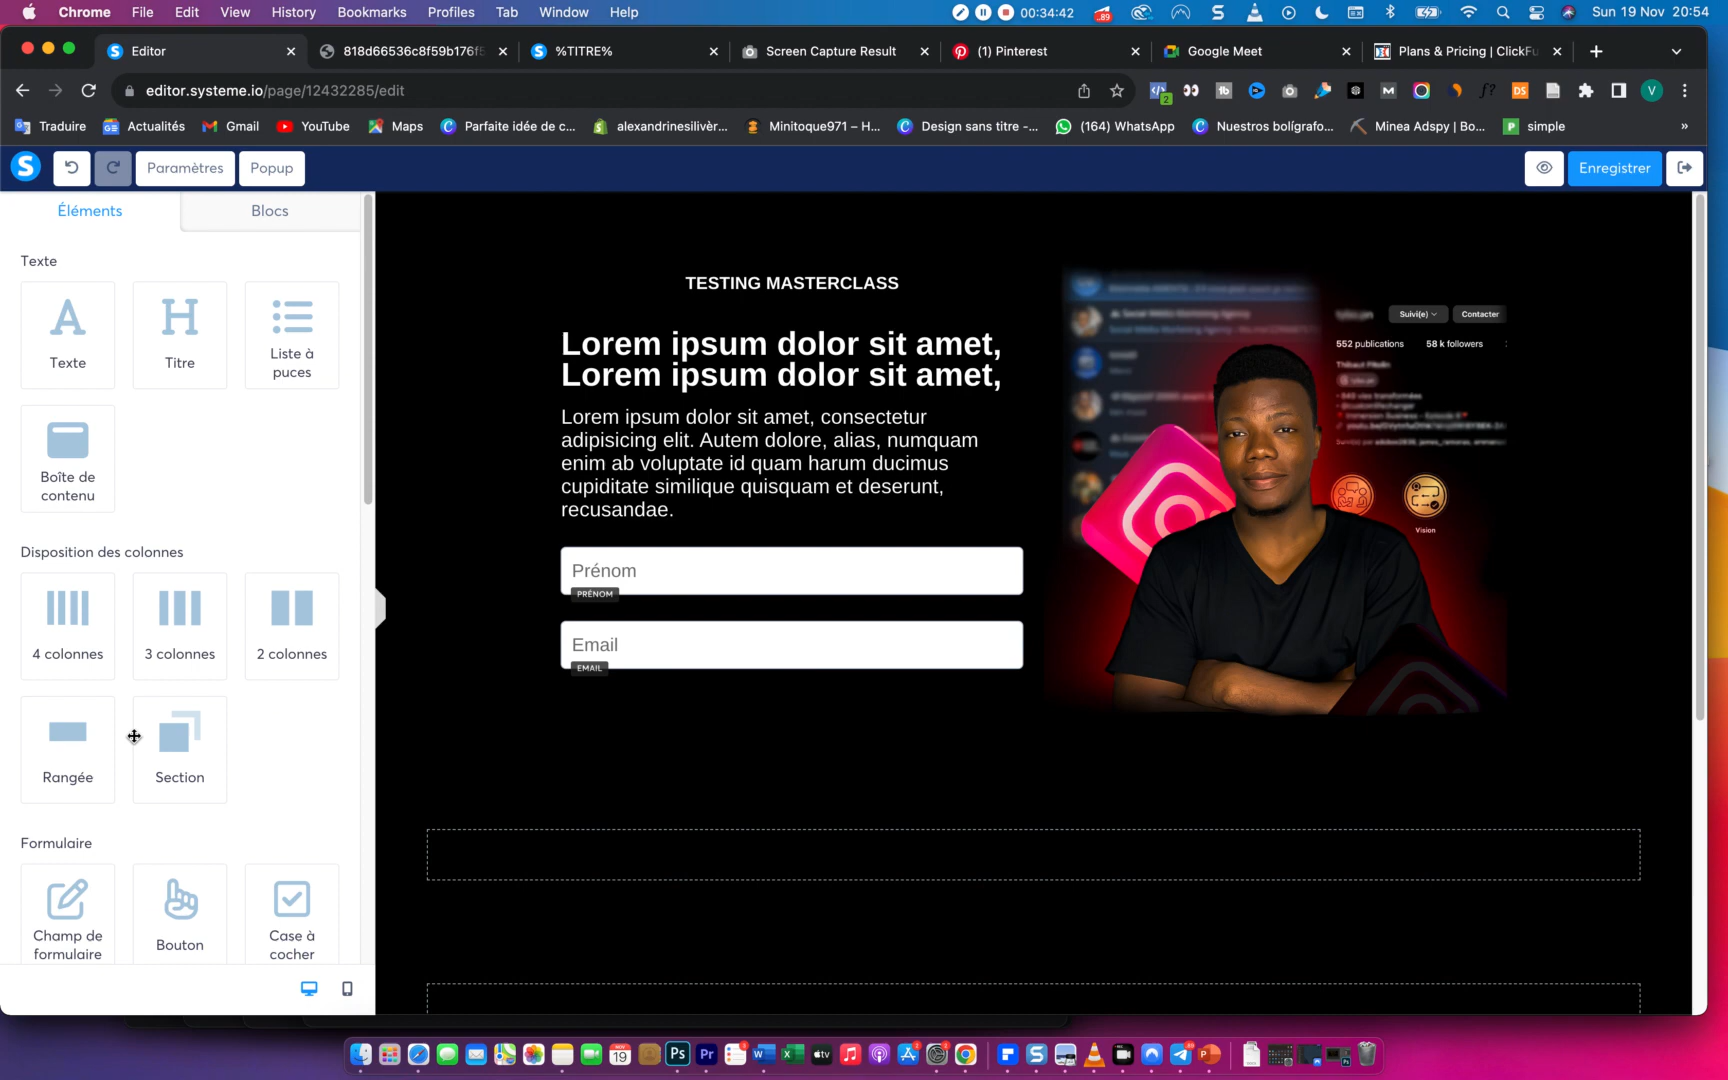 Chrome File Edit View History Bookmarks Profiles Tab Window Help
00:34:42
.89
Sun 19 Nov 20:54
Editor
818d66536c8f59b176f5
%TITRE%
Screen Capture Result
(1) Pinterest
Google Meet
Plans & Pricing | ClickFu
editor.systeme.io/page/12432285/edit
Traduire
Actualités
Gmail
YouTube
Maps
Parfaite idée de c...
alexandrinesilivèr...
Minitoque971 – H...
Design sans titre -...
(164) WhatsApp
Nuestros bolígrafo...
Minea Adspy | Bo...
simple
»
Paramètres
Popup
Enregistrer
Éléments
Blocs
Texte
Texte
Titre
Liste à
puces
Boîte de
contenu
Disposition des colonnes
4 colonnes
3 colonnes
2 colonnes
Rangée
Section
Formulaire
Champ de
formulaire
Bouton
Case à
cocher
TESTING MASTERCLASS
Lorem ipsum dolor sit amet,
Lorem ipsum dolor sit amet,
Lorem ipsum dolor sit amet, consectetur
adipisicing elit. Autem dolore, alias, numquam
enim ab voluptate id quam harum ducimus
cupiditate similique quisquam et deserunt,
recusandae.
Prénom
PRÉNOM
Email
EMAIL
Suivi(e)
Contacter
552 publications
58 k followers
Vision